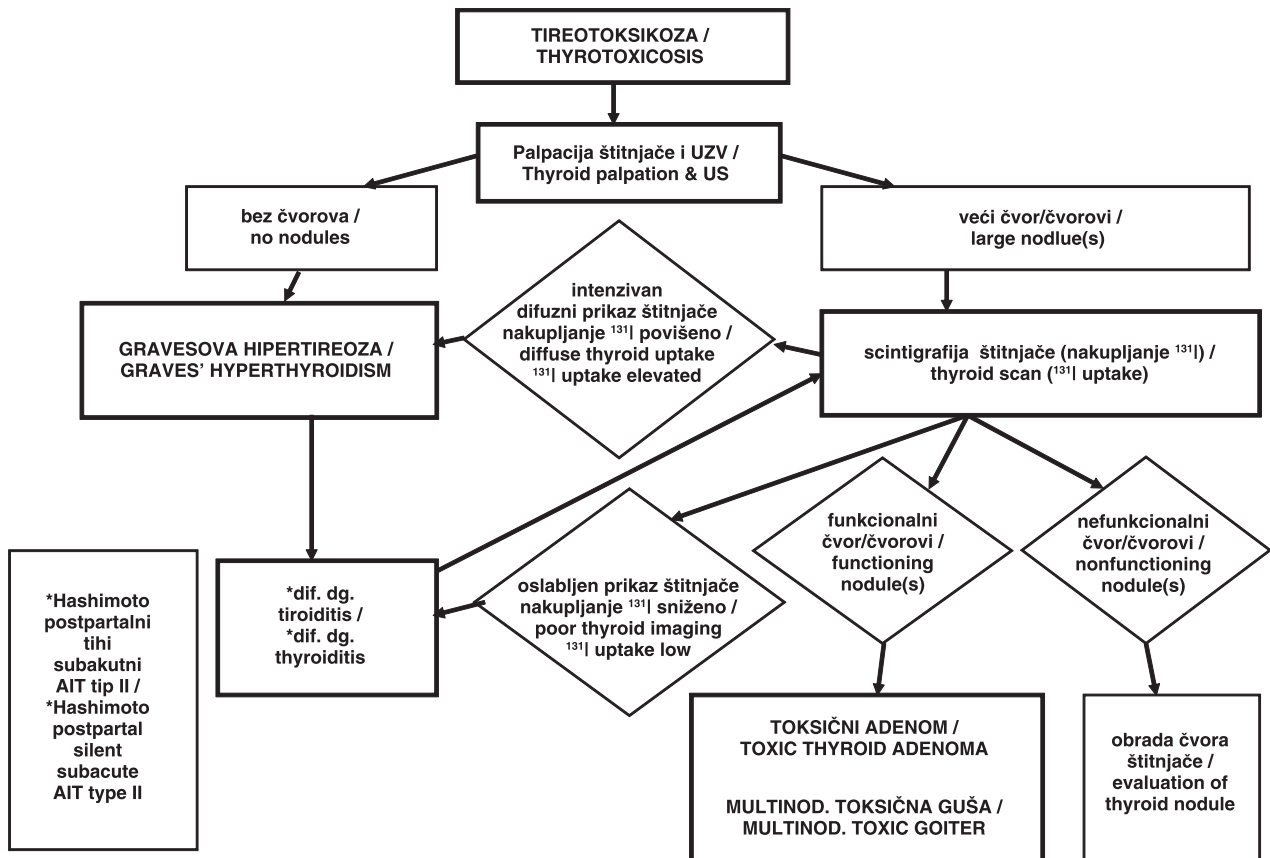 TIREOTOKSIKOZA /
THYROTOXICOSIS
Palpacija štitnjače i UZV /
Thyroid palpation & US
bez čvorova /
no nodules
veći čvor/čvorovi /
large nodlue(s)
intenzivan
difuzni prikaz štitnjače
nakupljanje ¹³¹I povišeno /
diffuse thyroid uptake
¹³¹I uptake elevated
GRAVESOVA HIPERTIREOZA /
GRAVES’ HYPERTHYROIDISM
scintigrafija štitnjače (nakupljanje ¹³¹I) /
thyroid scan (¹³¹I uptake)
*Hashimoto
postpartalni
tihi
subakutni
AIT tip II /
*Hashimoto
postpartal
silent
subacute
AIT type II
*dif. dg.
tiroiditis /
*dif. dg.
thyroiditis
oslabljen prikaz štitnjače
nakupljanje ¹³¹I sniženo /
poor thyroid imaging
¹³¹I uptake low
funkcionalni
čvor/čvorovi /
functioning
nodule(s)
nefunkcionalni
čvor/čvorovi /
nonfunctioning
nodule(s)
TOKSIČNI ADENOM /
TOXIC THYROID ADENOMA
MULTINOD. TOKSIČNA GUŠA /
MULTINOD. TOXIC GOITER
obrada čvora
štitnjače /
evaluation of
thyroid nodule